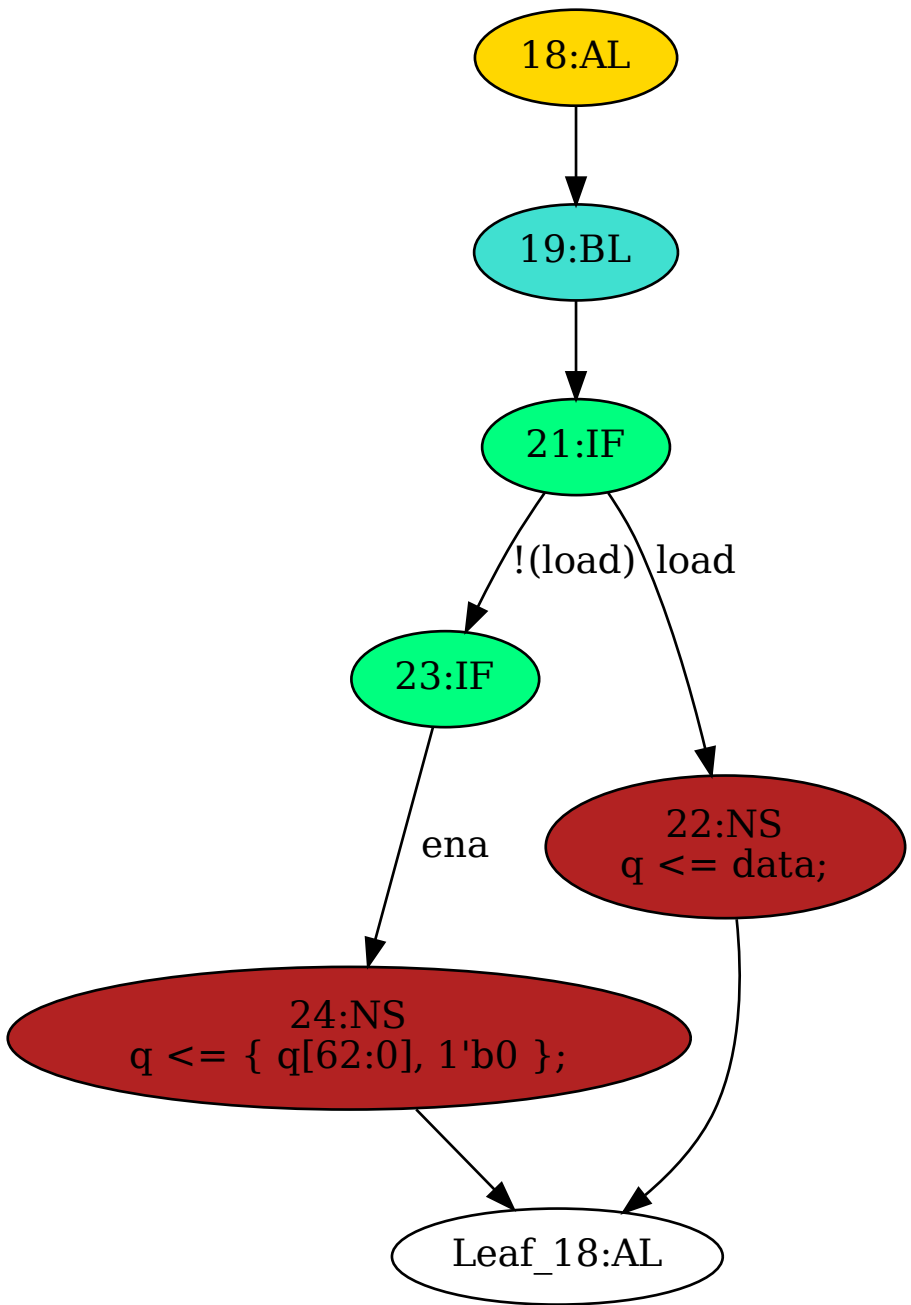 18:AL
19:BL
21:IF
!(load)
load
23:IF
22:NS
q <= data;
ena
24:NS
q <= { q[62:0], 1'b0 };
Leaf_18:AL